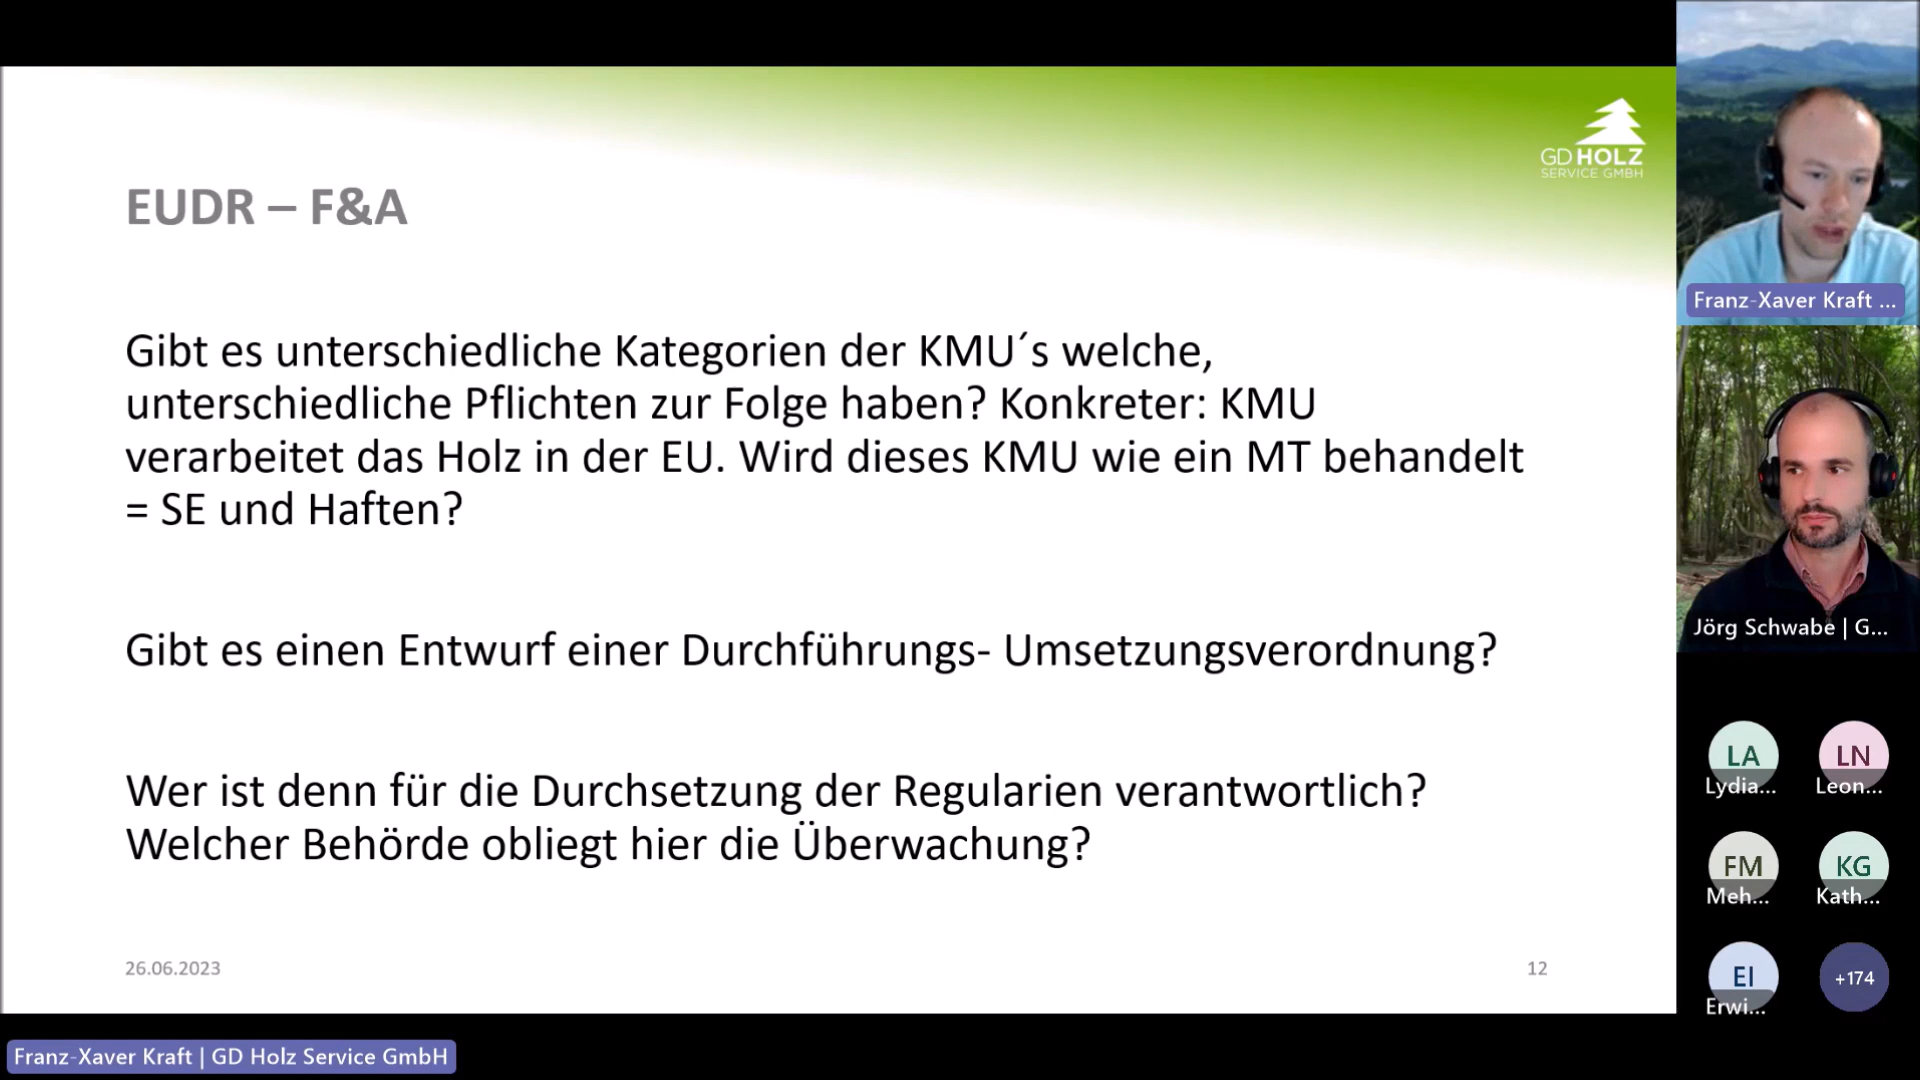 GD HOLZ
SERVICE GMBH
EUDR – F&A
Gibt es unterschiedliche Kategorien der KMU´s welche,
unterschiedliche Pflichten zur Folge haben? Konkreter: KMU
verarbeitet das Holz in der EU. Wird dieses KMU wie ein MT behandelt
= SE und Haften?
Gibt es einen Entwurf einer Durchführungs- Umsetzungsverordnung?
Wer ist denn für die Durchsetzung der Regularien verantwortlich?
Welcher Behörde obliegt hier die Überwachung?
26.06.2023
12
Franz-Xaver Kraft ...
Jörg Schwabe | G...
LA
Lydia...
LN
Leon...
FM
Meh...
KG
Kath...
EI
Erwi...
+174
Franz-Xaver Kraft | GD Holz Service GmbH